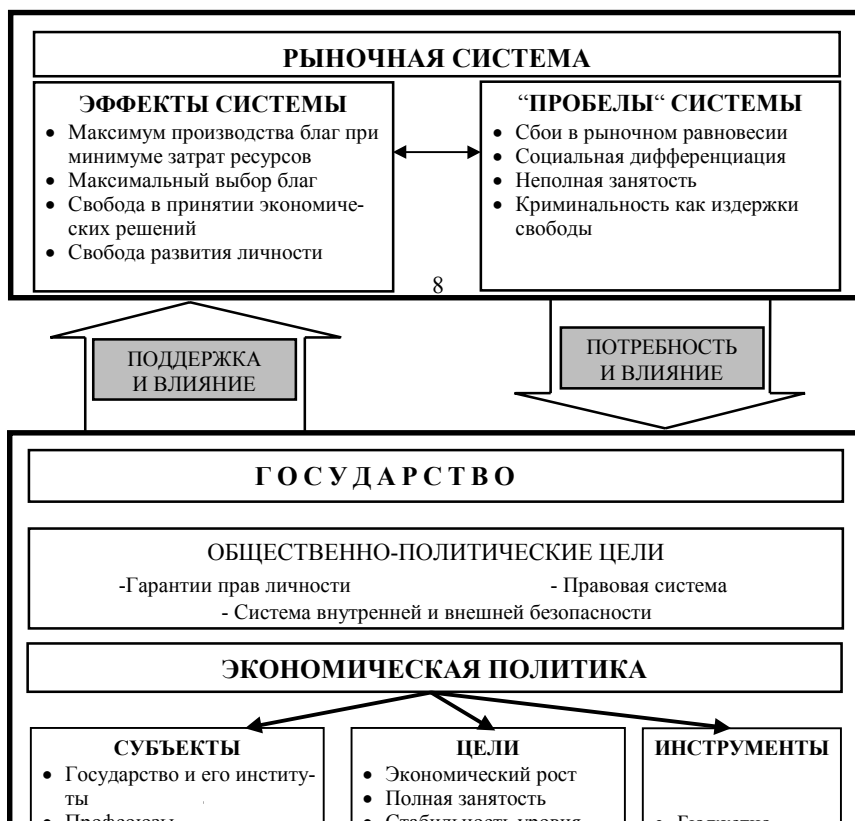 РЫНОЧНАЯ СИСТЕМА
ЭФФЕКТЫ СИСТЕМЫ
• Максимум производства благ при
минимуме затрат ресурсов
• Максимальный выбор благ
• Свобода в принятии экономиче-
ских решений
• Свобода развития личности
“ПРОБЕЛЫ“ СИСТЕМЫ
• Сбои в рыночном равновесии
• Социальная дифференциация
• Неполная занятость
• Криминальность как издержки
свободы
8
ПОДДЕРЖКА
И ВЛИЯНИЕ
ПОТРЕБНОСТЬ
И ВЛИЯНИЕ
Г О С У Д А Р С Т В О
ОБЩЕСТВЕННО-ПОЛИТИЧЕСКИЕ ЦЕЛИ
-Гарантии прав личности - Правовая система
- Система внутренней и внешней безопасности
ЭКОНОМИЧЕСКАЯ ПОЛИТИКА
СУБЪЕКТЫ
• Государство и его институ-
ты
• Профсоюзы
ЦЕЛИ
• Экономический рост
• Полная занятость
• Стабильность уровня
ИНСТРУМЕНТЫ